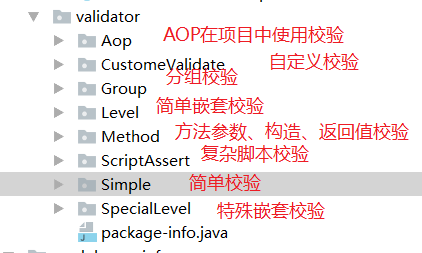 validator
Aop AOP在项目中使用校验
CustomeValidate 自定义校验
Group 分组校验
Level 简单嵌套校验
Method 方法参数、构造、返回值校验
ScriptAssert 复杂脚本校验
Simple 简单校验
SpecialLevel 特殊嵌套校验
package-info.java